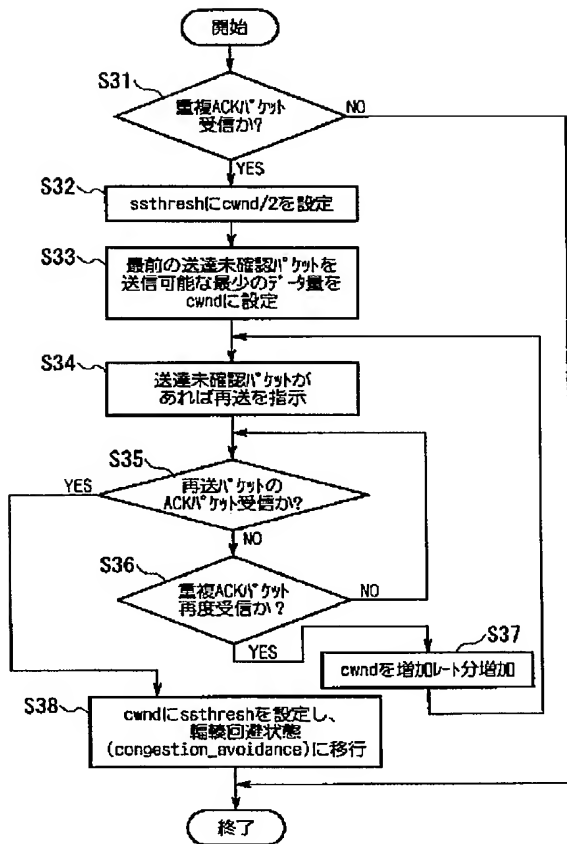 開始
S31
重複ACKパケット
受信か?
NO
YES
S32
ssthreshにcwnd/2を設定
S33
最前の送達未確認パケットを
送信可能な最少のデータ量を
cwndに設定
S34
送達未確認パケットが
あれば再送を指示
S35
YES
再送パケットの
ACKパケット受信か?
NO
S36
重複ACKパケット
再度受信か?
NO
YES
S37
cwndを増加レート分増加
S38
cwndにssthreshを設定し、
輻輳回避状態
(congestion_avoidance)に移行
終了